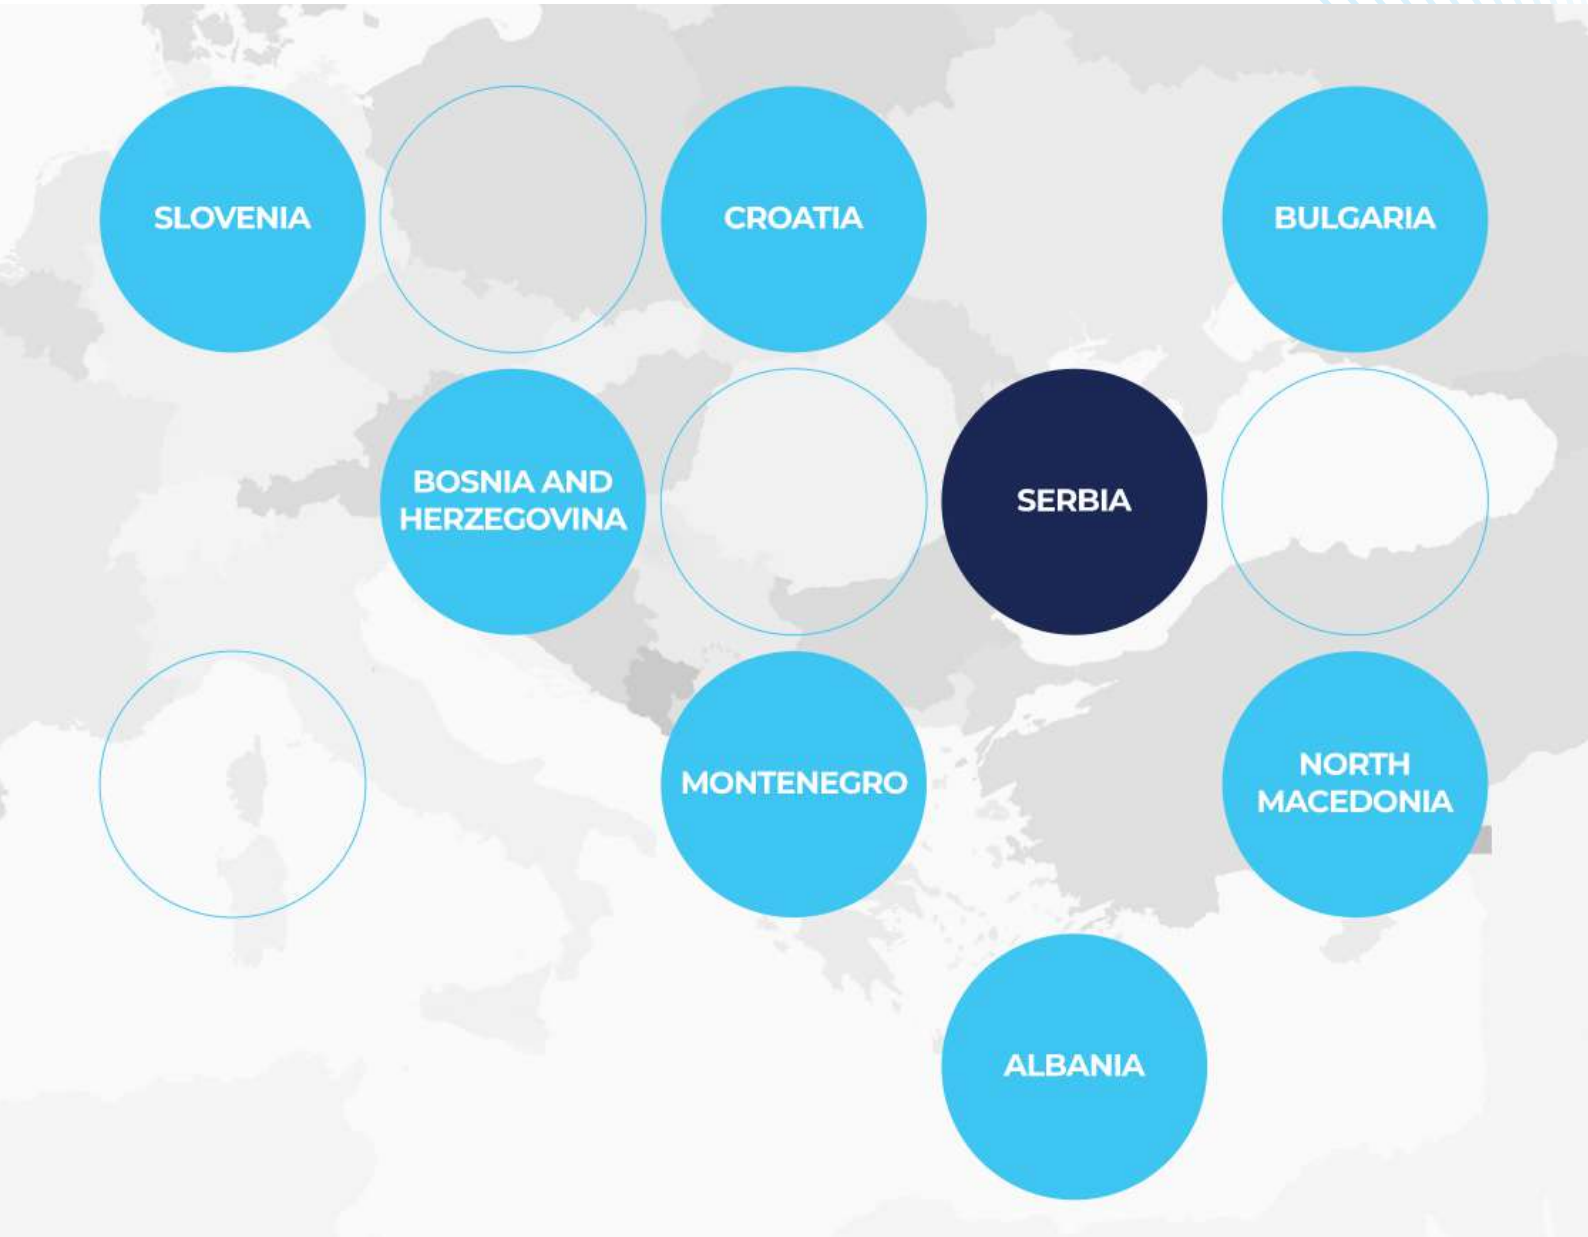 SLOVENIA
CROATIA
BULGARIA
BOSNIA AND
HERZEGOVINA
SERBIA
MONTENEGRO
NORTH
MACEDONIA
ALBANIA